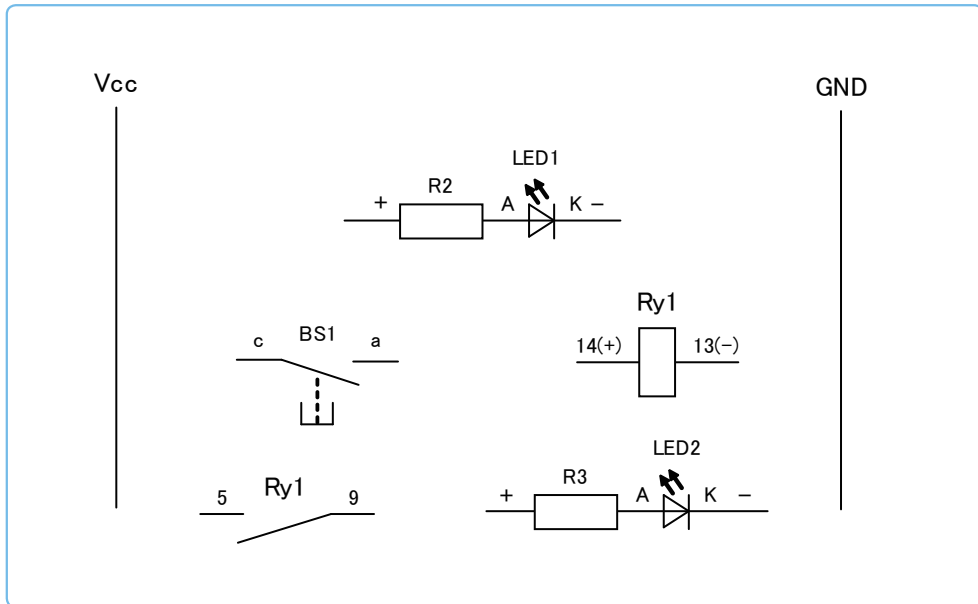 Vcc
GND
LED1
R2
+ A K −
Ry1
BS1
c a
14(+) 13(−)
LED2
R3
Ry1
5 9
+ A K −